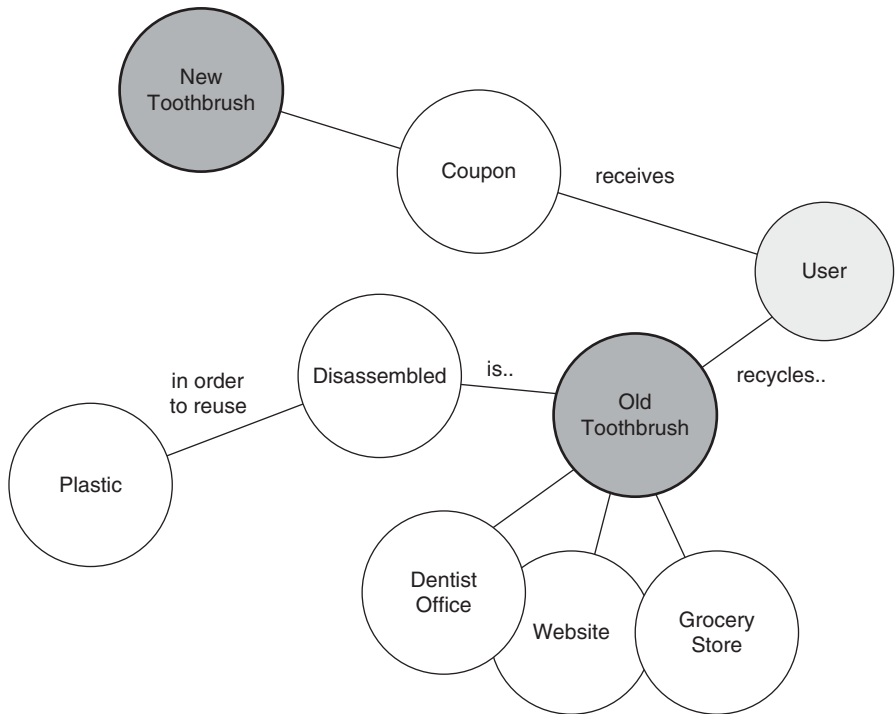 New
Toothbrush
Coupon
receives
User
recycles..
Old
Toothbrush
is..
Disassembled
in order
to reuse
Plastic
Dentist
Office
Website
Grocery
Store